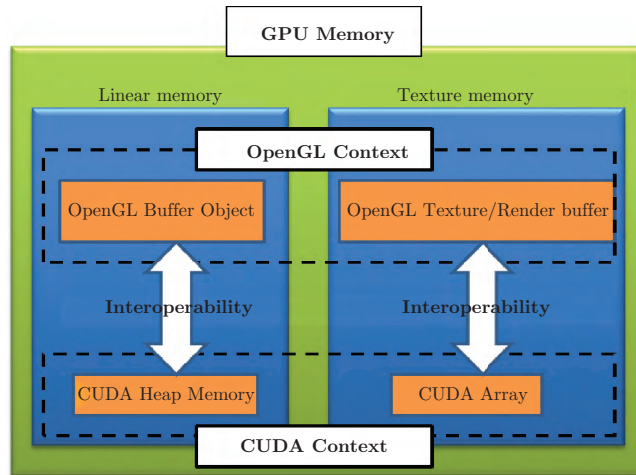 GPU Memory
Linear memory
Texture memory
OpenGL Context
OpenGL Buffer Object
OpenGL Texture/Render buffer
Interoperability
Interoperability
CUDA Heap Memory
CUDA Array
CUDA Context